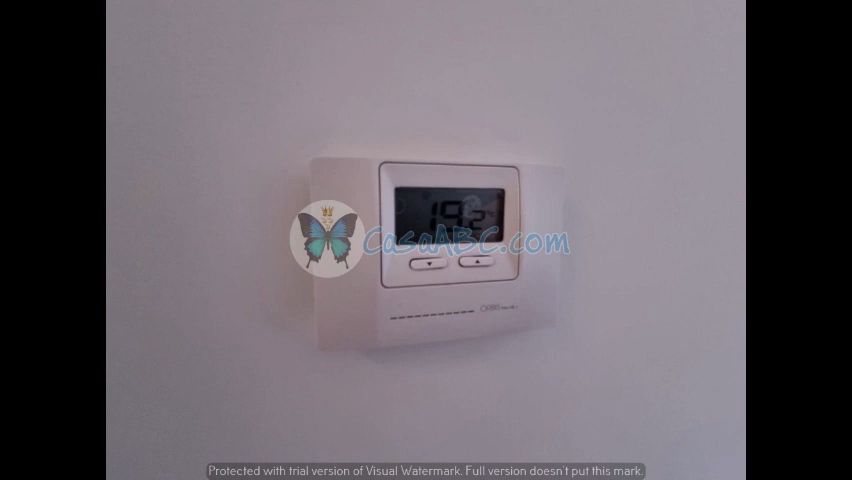 19.2°C
CasaABC.com
Protected with trial version of Visual Watermark. Full version doesn't put this mark.